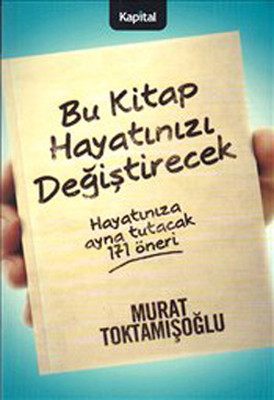 Kapital
Bu Kitap
Hayatınızı
Değiştirecek
Hayatınıza
ayna tutacak
171 öneri
MURAT
TOKTAMIŞOĞLU